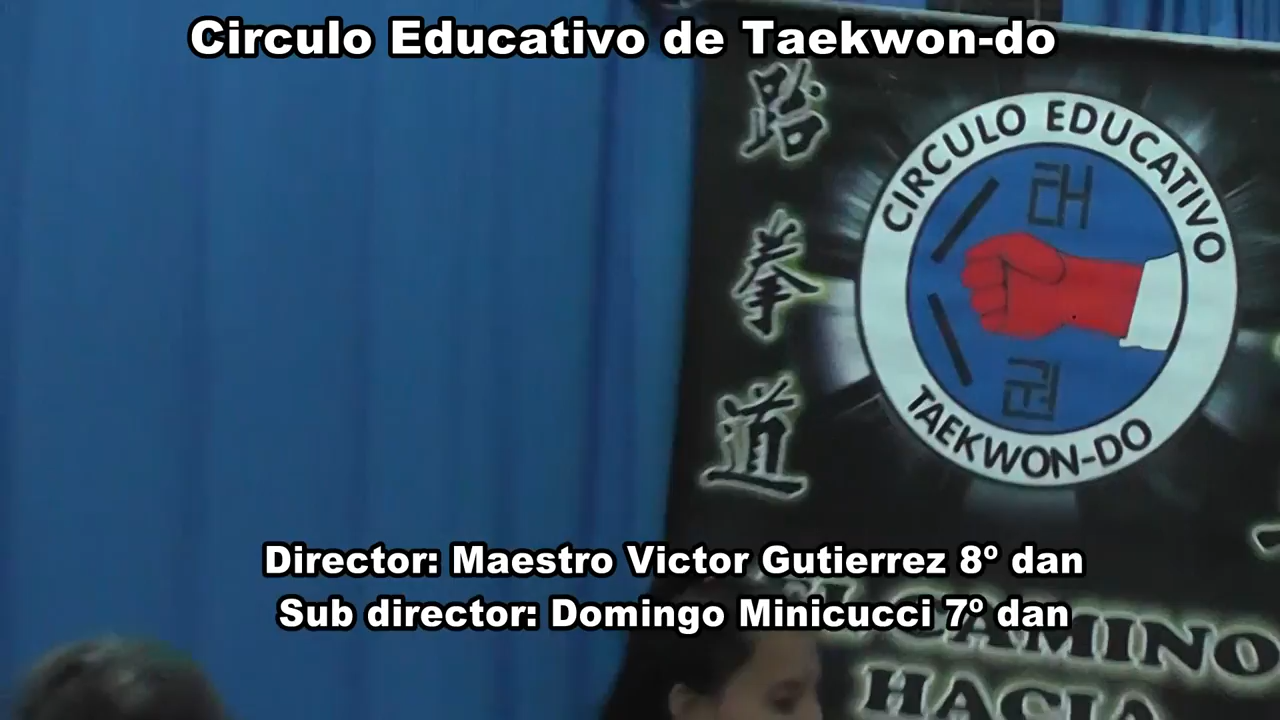 Circulo Educativo de Taekwon-do
跆
拳
道
CIRCULO EDUCATIVO
태
권
TAEKWON-DO
Director: Maestro Victor Gutierrez 8º dan
Sub director: Domingo Minicucci 7º dan
EL CAMINO
HACIA